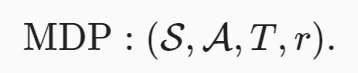 MDP : (𝒮, 𝒜, T, r).